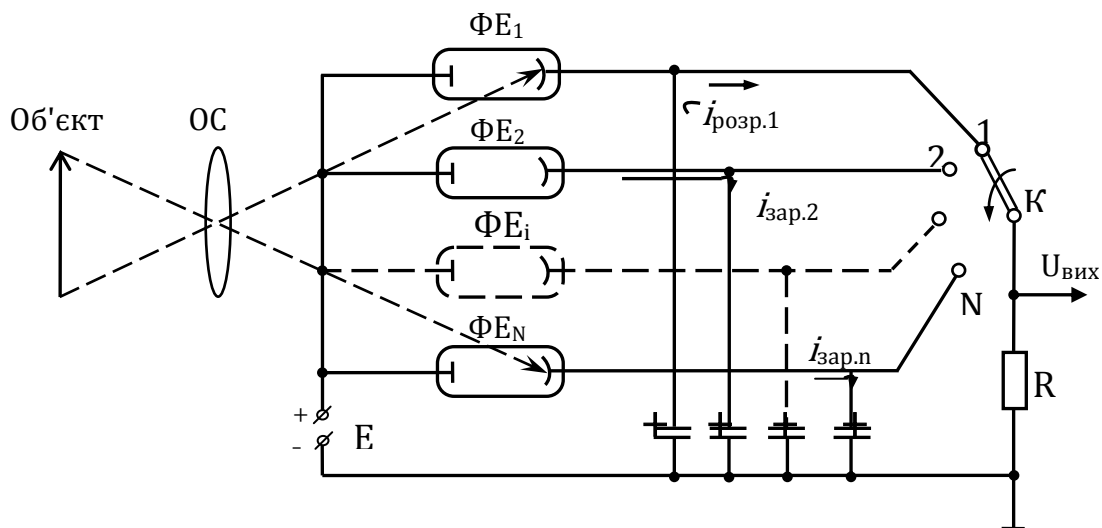 ФЕ1
Об'єкт
ОС
iрозр.1
ФЕ2
1
2
iзар.2
К
ФЕi
Uвих
N
ФЕN
iзар.n
R
+
–
E
+
+
+
+